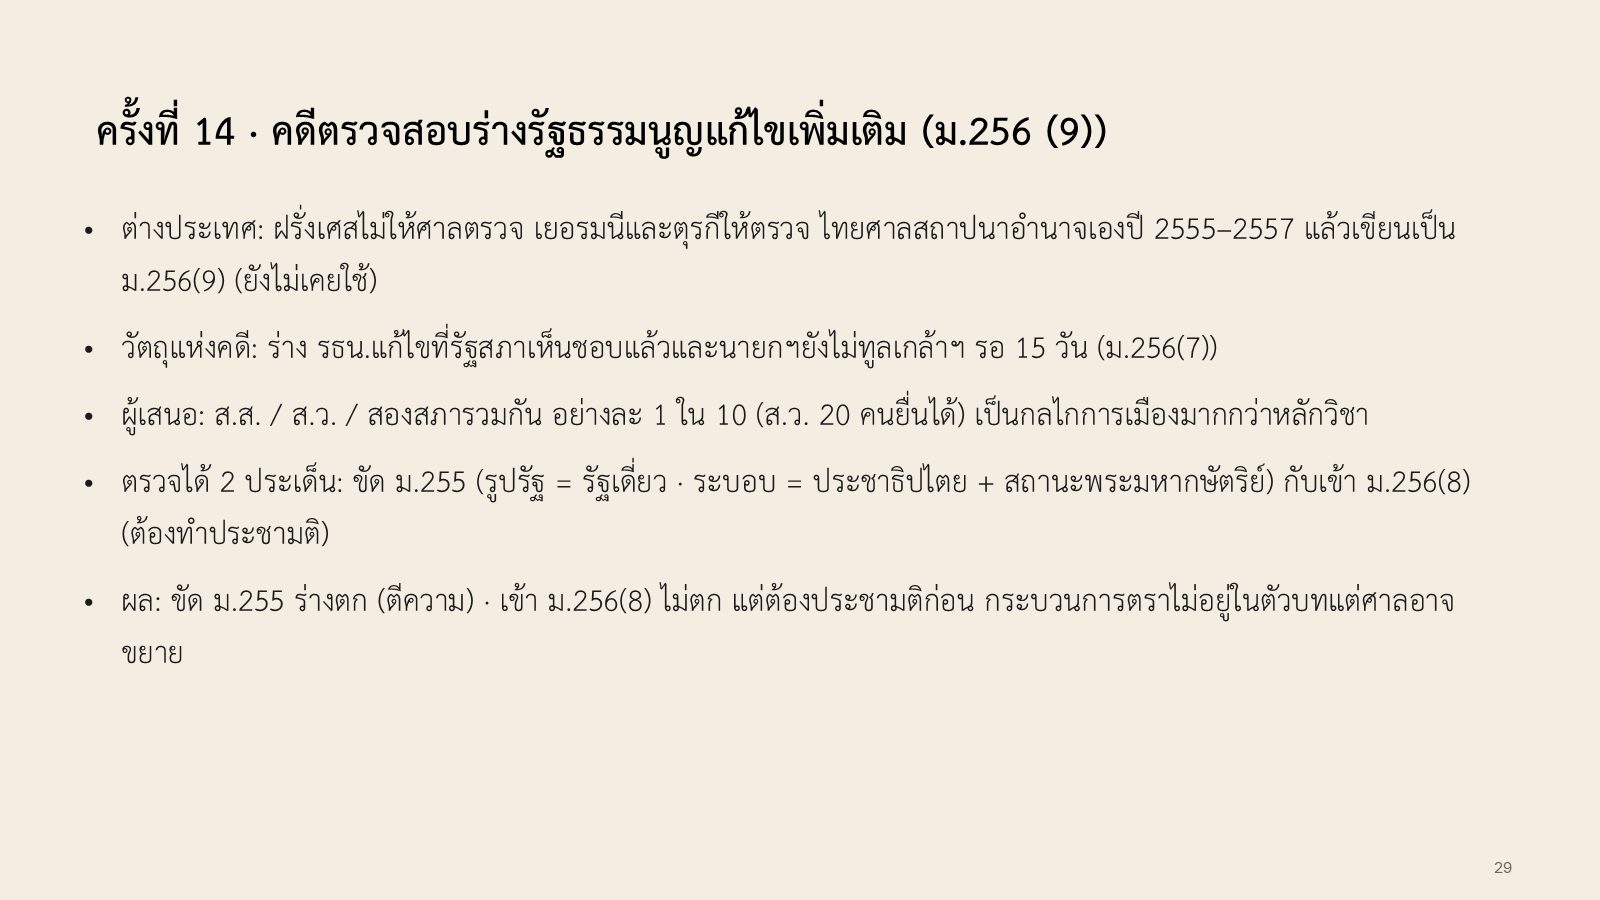 ครั้งที่ 14 · คดีตรวจสอบร่างรัฐธรรมนูญแก้ไขเพิ่มเติม (ม.256 (9))
• ต่างประเทศ: ฝรั่งเศสไม่ให้ศาลตรวจ เยอรมนีและตุรกีให้ตรวจ ไทยศาลสถาปนาอำนาจเองปี 2555–2557 แล้วเขียนเป็น
ม.256(9) (ยังไม่เคยใช้)
• วัตถุแห่งคดี: ร่าง รธน.แก้ไขที่รัฐสภาเห็นชอบแล้วและนายกฯยังไม่ทูลเกล้าฯ รอ 15 วัน (ม.256(7))
• ผู้เสนอ: ส.ส. / ส.ว. / สองสภารวมกัน อย่างละ 1 ใน 10 (ส.ว. 20 คนยื่นได้) เป็นกลไกการเมืองมากกว่าหลักวิชา
• ตรวจได้ 2 ประเด็น: ขัด ม.255 (รูปรัฐ = รัฐเดี่ยว · ระบอบ = ประชาธิปไตย + สถานะพระมหากษัตริย์) กับเข้า ม.256(8)
(ต้องทำประชามติ)
• ผล: ขัด ม.255 ร่างตก (ตีความ) · เข้า ม.256(8) ไม่ตก แต่ต้องประชามติก่อน กระบวนการตราไม่อยู่ในตัวบทแต่ศาลอาจ
ขยาย
29